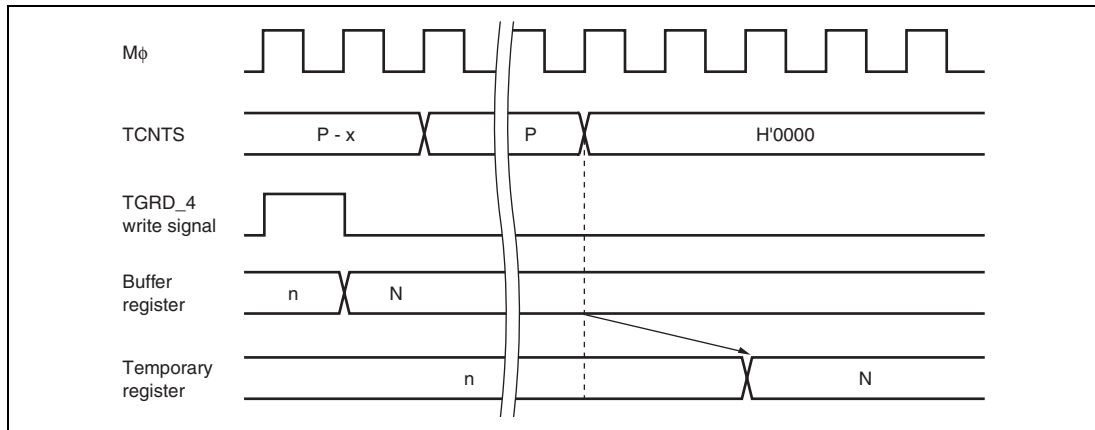 Mφ
TCNTS
P - x
P
H'0000
TGRD_4
write signal
Buffer
register
n
N
Temporary
register
n
N